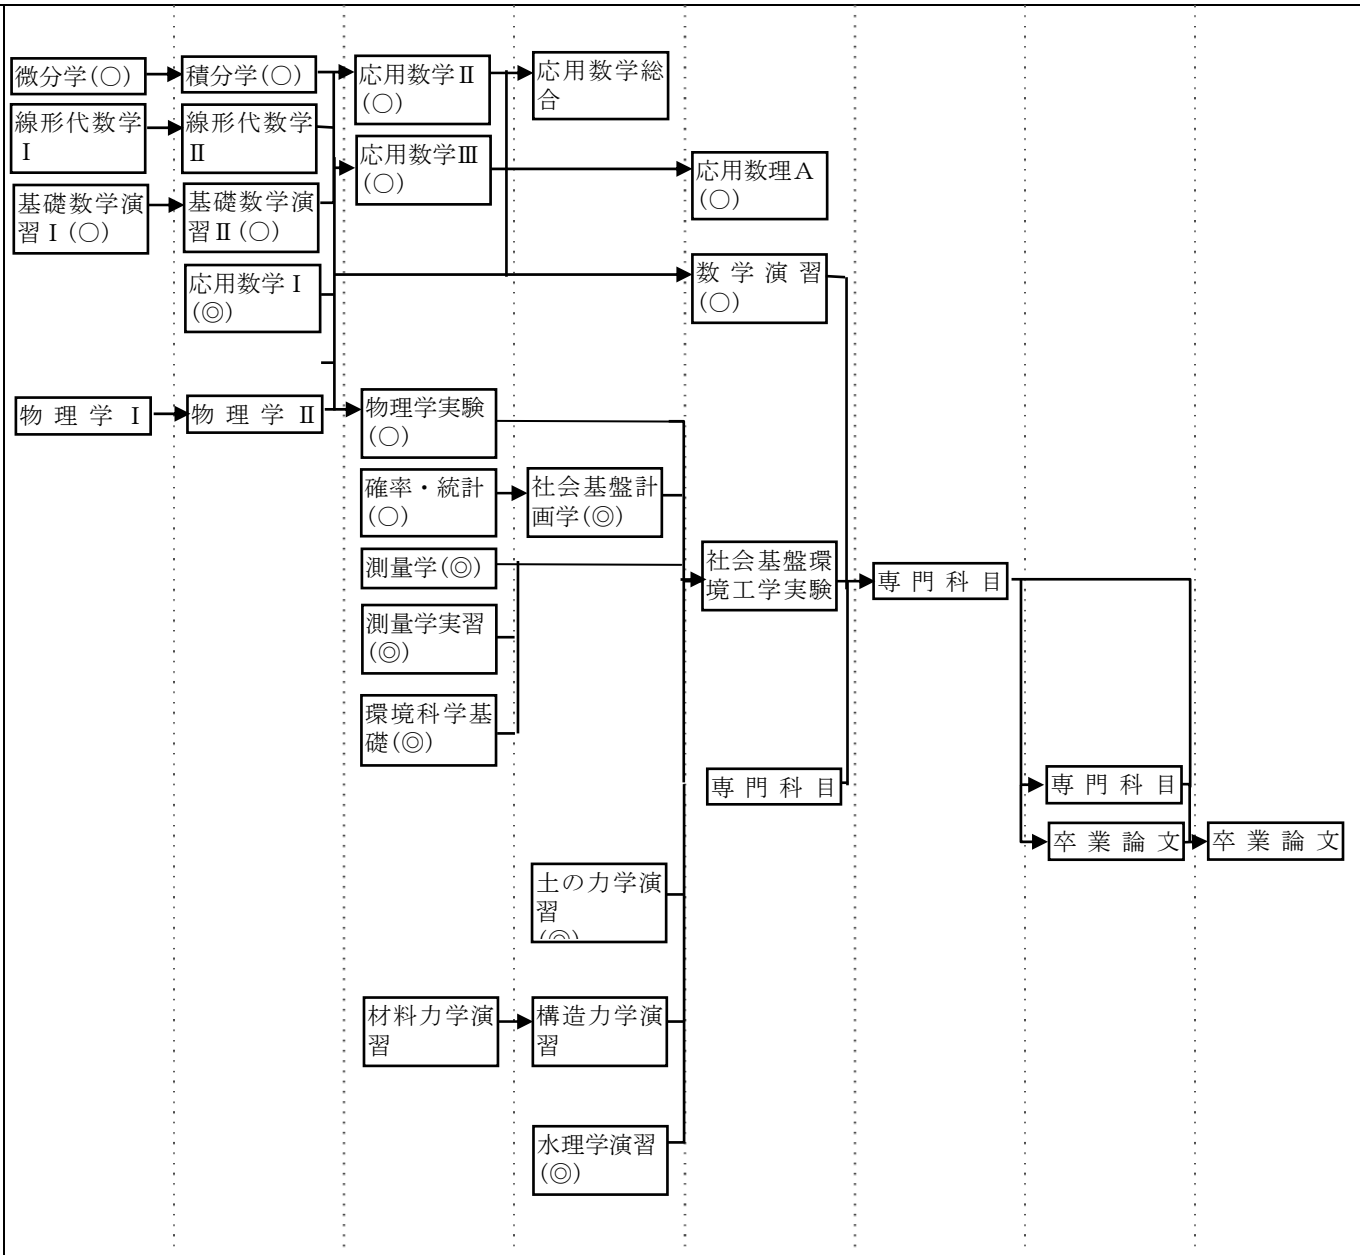 微分学(○)
積分学(○)
応用数学Ⅱ
(○)
応用数学総
合
線形代数学
Ⅰ
線形代数学
Ⅱ
応用数学Ⅲ
(○)
応用数理A
(○)
基礎数学演
習Ⅰ(○)
基礎数学演
習Ⅱ(○)
応用数学Ⅰ
(◎)
数学演習
(○)
物理学Ⅰ
物理学Ⅱ
物理学実験
(○)
確率・統計
(○)
社会基盤計
画学(◎)
測量学(◎)
社会基盤環
境工学実験
専門科目
測量学実習
(◎)
環境科学基
礎(◎)
専門科目
専門科目
卒業論文
卒業論文
土の力学演
習
(◎)
材料力学演
習
構造力学演
習
水理学演習
(◎)